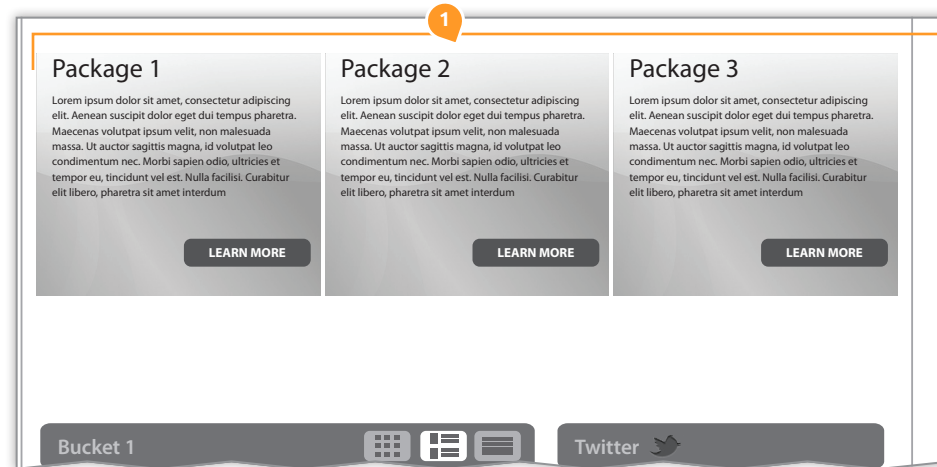 1
Package 1
Lorem ipsum dolor sit amet, consectetur adipiscing
elit. Aenean suscipit dolor eget dui tempus pharetra.
Maecenas volutpat ipsum velit, non malesuada
massa. Ut auctor sagittis magna, id volutpat leo
condimentum nec. Morbi sapien odio, ultricies et
tempor eu, tincidunt vel est. Nulla facilisi. Curabitur
elit libero, pharetra sit amet interdum
LEARN MORE
Package 2
Lorem ipsum dolor sit amet, consectetur adipiscing
elit. Aenean suscipit dolor eget dui tempus pharetra.
Maecenas volutpat ipsum velit, non malesuada
massa. Ut auctor sagittis magna, id volutpat leo
condimentum nec. Morbi sapien odio, ultricies et
tempor eu, tincidunt vel est. Nulla facilisi. Curabitur
elit libero, pharetra sit amet interdum
LEARN MORE
Package 3
Lorem ipsum dolor sit amet, consectetur adipiscing
elit. Aenean suscipit dolor eget dui tempus pharetra.
Maecenas volutpat ipsum velit, non malesuada
massa. Ut auctor sagittis magna, id volutpat leo
condimentum nec. Morbi sapien odio, ultricies et
tempor eu, tincidunt vel est. Nulla facilisi. Curabitur
elit libero, pharetra sit amet interdum
LEARN MORE
Bucket 1
Twitter